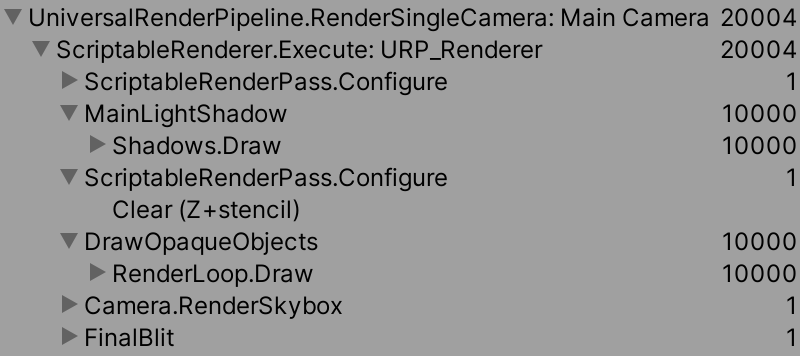 UniversalRenderPipeline.RenderSingleCamera: Main Camera 20004
ScriptableRenderer.Execute: URP_Renderer 20004
ScriptableRenderPass.Configure 1
MainLightShadow 10000
Shadows.Draw 10000
ScriptableRenderPass.Configure 1
Clear (Z+stencil)
DrawOpaqueObjects 10000
RenderLoop.Draw 10000
Camera.RenderSkybox 1
FinalBlit 1